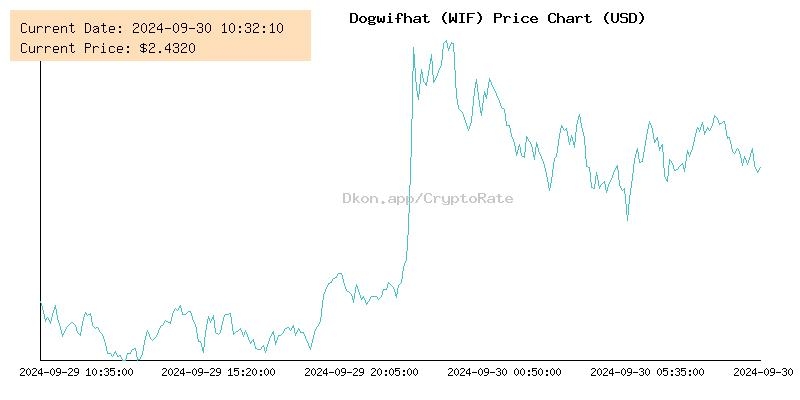 Dogwifhat (WIF) Price Chart (USD)
Current Date: 2024-09-30 10:32:10
Current Price: $2.4320
Dkon.app/CryptoRate
2024-09-29 10:35:00 2024-09-29 15:20:00 2024-09-29 20:05:00 2024-09-30 00:50:00 2024-09-30 05:35:00 2024-09-30